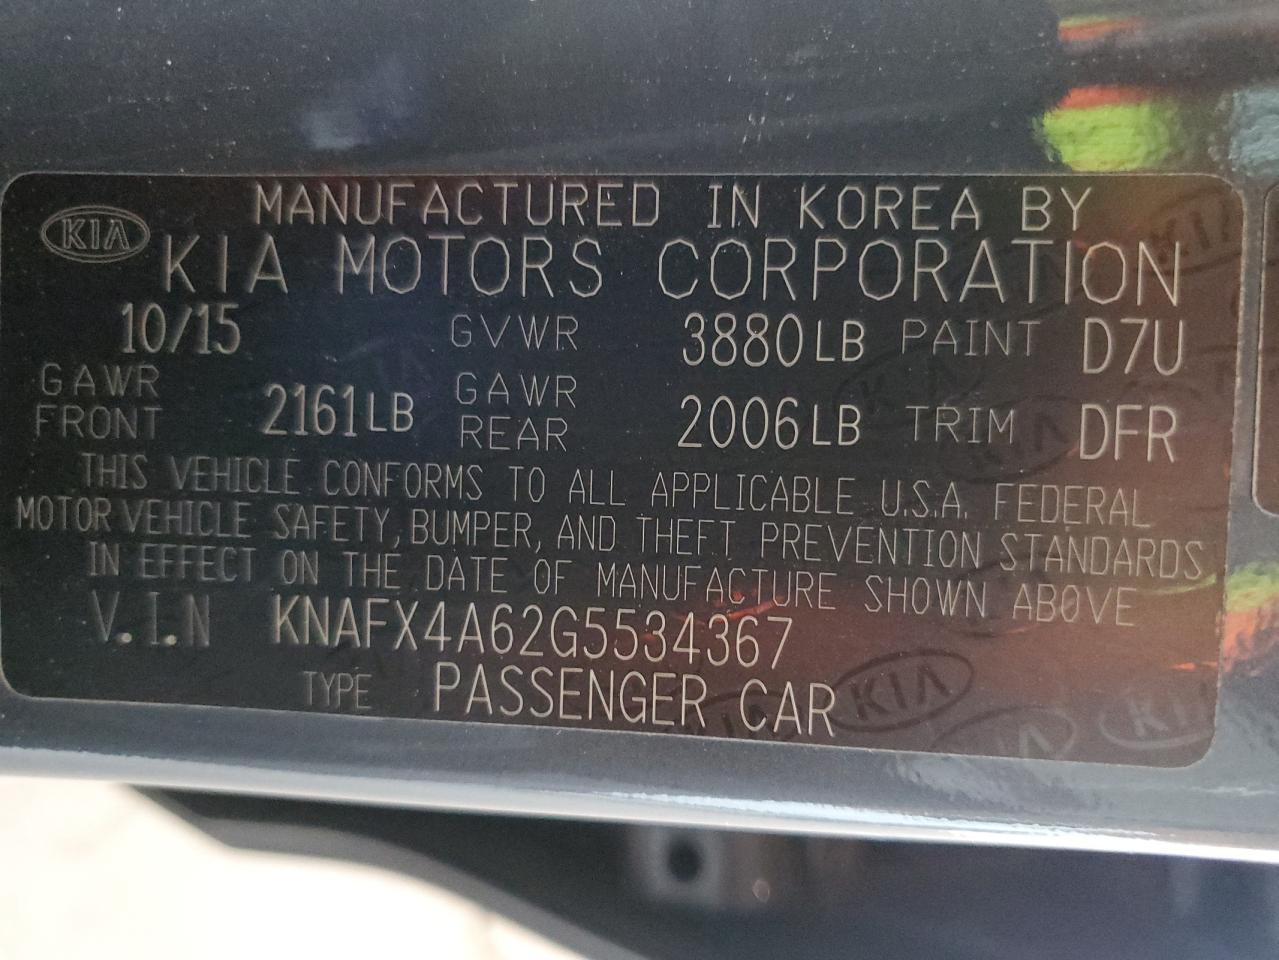 MANUFACTURED IN KOREA BY
KIA KIA MOTORS CORPORATION
10/15 GVWR 3880LB PAINT D7U
GAWR FRONT 2161LB GAWR REAR 2006LB TRIM DFR
THIS VEHICLE CONFORMS TO ALL APPLICABLE U.S.A. FEDERAL
MOTOR VEHICLE SAFETY, BUMPER, AND THEFT PREVENTION STANDARDS
IN EFFECT ON THE DATE OF MANUFACTURE SHOWN ABOVE
V.I.N KNAFX4A62G5534367
TYPE PASSENGER CAR